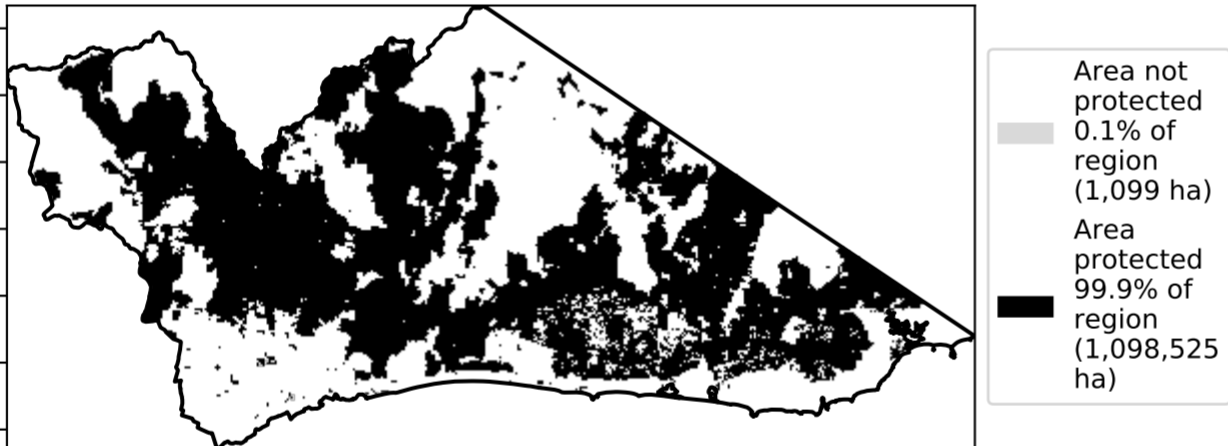 Area not
protected
0.1% of
region
(1,099 ha)
Area
protected
99.9% of
region
(1,098,525
ha)